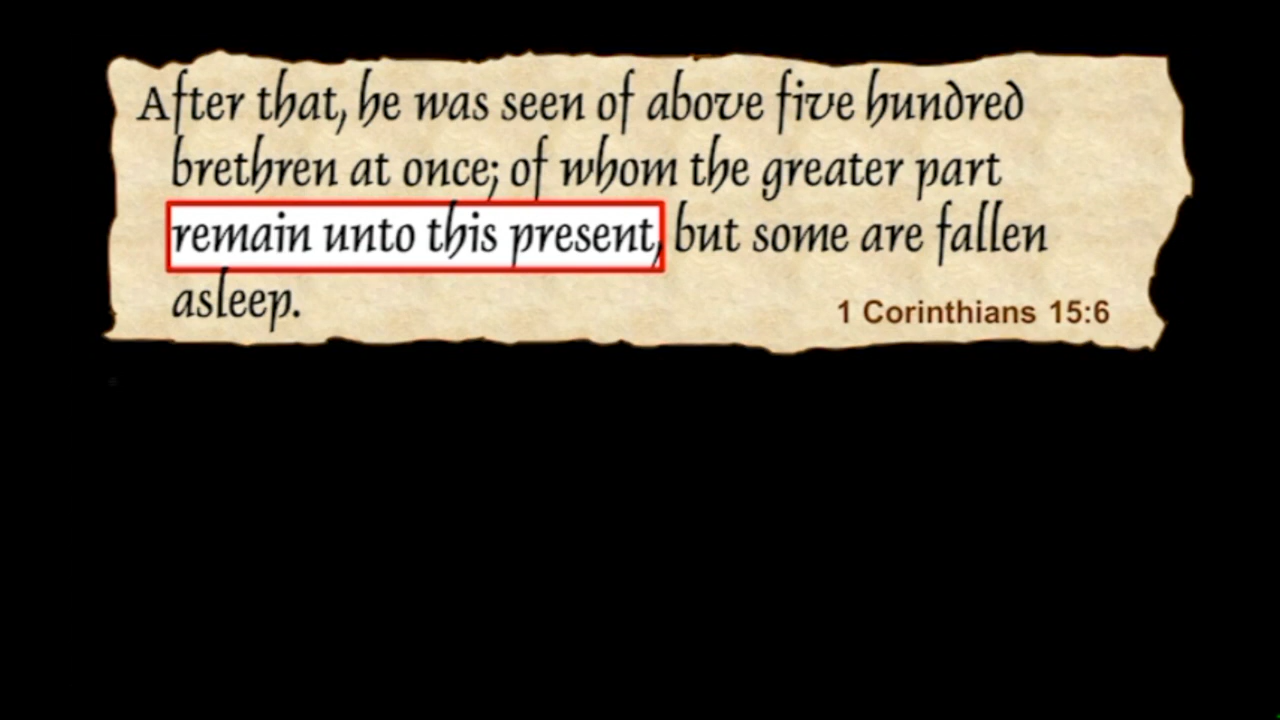 After that, he was seen of above five hundred
brethren at once; of whom the greater part
remain unto this present, but some are fallen
asleep.
1 Corinthians 15:6